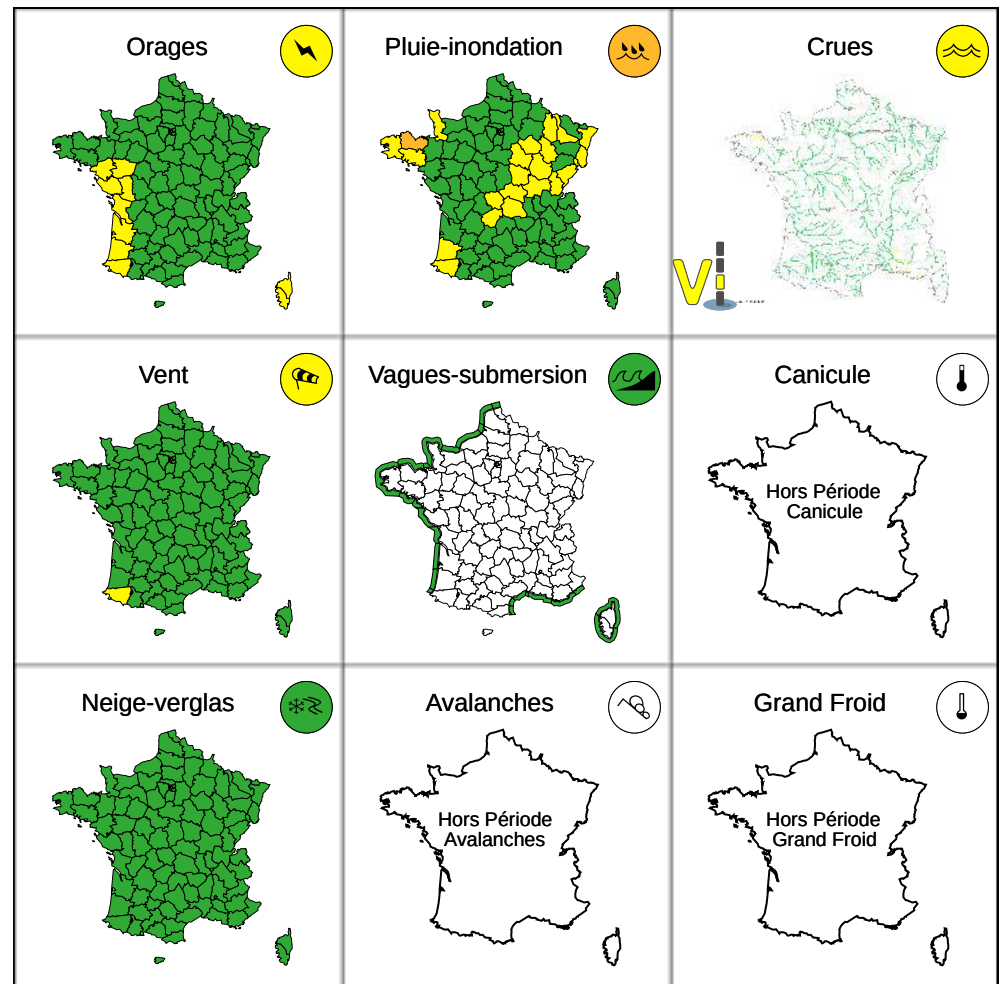 Orages
Pluie-inondation
Crues
Vi
Vent
Vagues-submersion
Canicule
Hors Période
Canicule
Neige-verglas
Avalanches
Grand Froid
Hors Période
Avalanches
Hors Période
Grand Froid